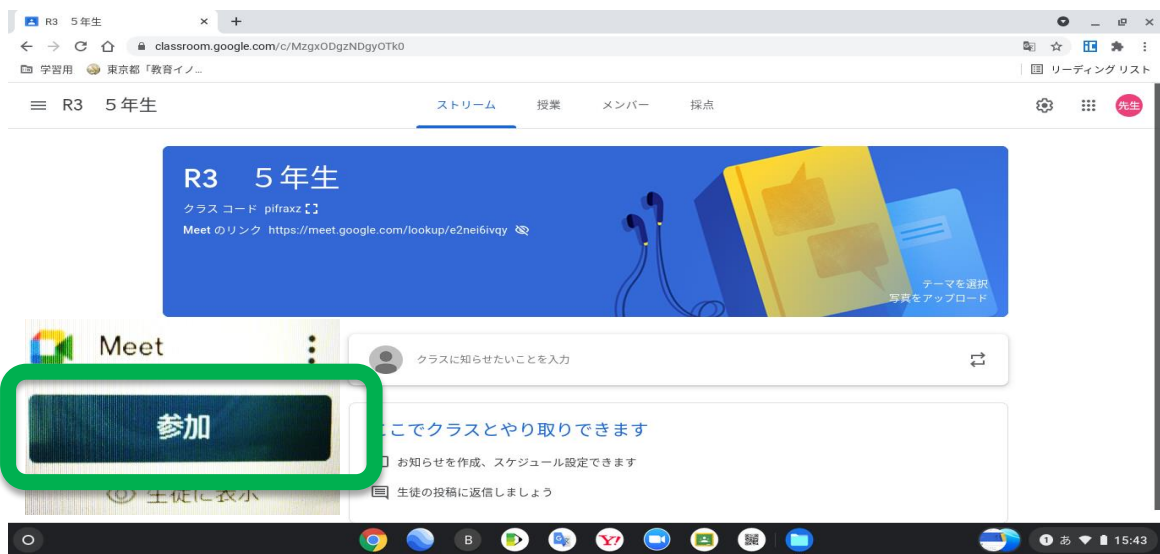 R3 5年生
classroom.google.com/c/MzgxODgzNDgyOTk0
学習用 東京都「教育イノ...
リーディング リスト
R3 5年生
ストリーム 授業 メンバー 採点
先生
R3 5年生
クラス コード pifraxz
Meet のリンク https://meet.google.com/lookup/e2nei6ivqy
テーマを選択
写真をアップロード
Meet
クラスに知らせたいことを入力
参加
こでクラスとやり取りできます
お知らせを作成、スケジュール設定できます
生徒に表示
生徒の投稿に返信しましょう
B
1 あ 15:43